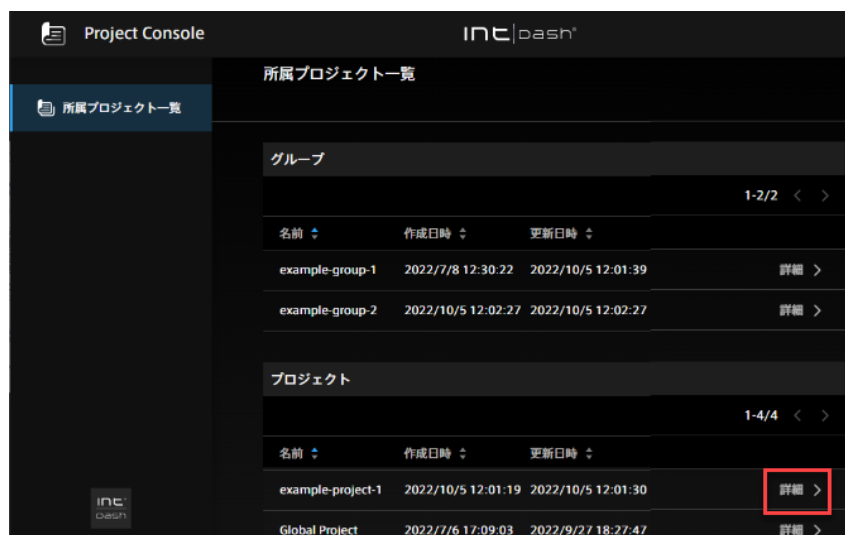 Project Console
int|dash
所属プロジェクト一覧
所属プロジェクト一覧
グループ
1-2/2
名前 作成日時 更新日時
example-group-1 2022/7/8 12:30:22 2022/10/5 12:01:39 詳細
example-group-2 2022/10/5 12:02:27 2022/10/5 12:02:27 詳細
プロジェクト
1-4/4
名前 作成日時 更新日時
example-project-1 2022/10/5 12:01:19 2022/10/5 12:01:30 詳細
Global Project 2022/7/6 17:09:03 2022/9/27 18:27:47 詳細
int
dash